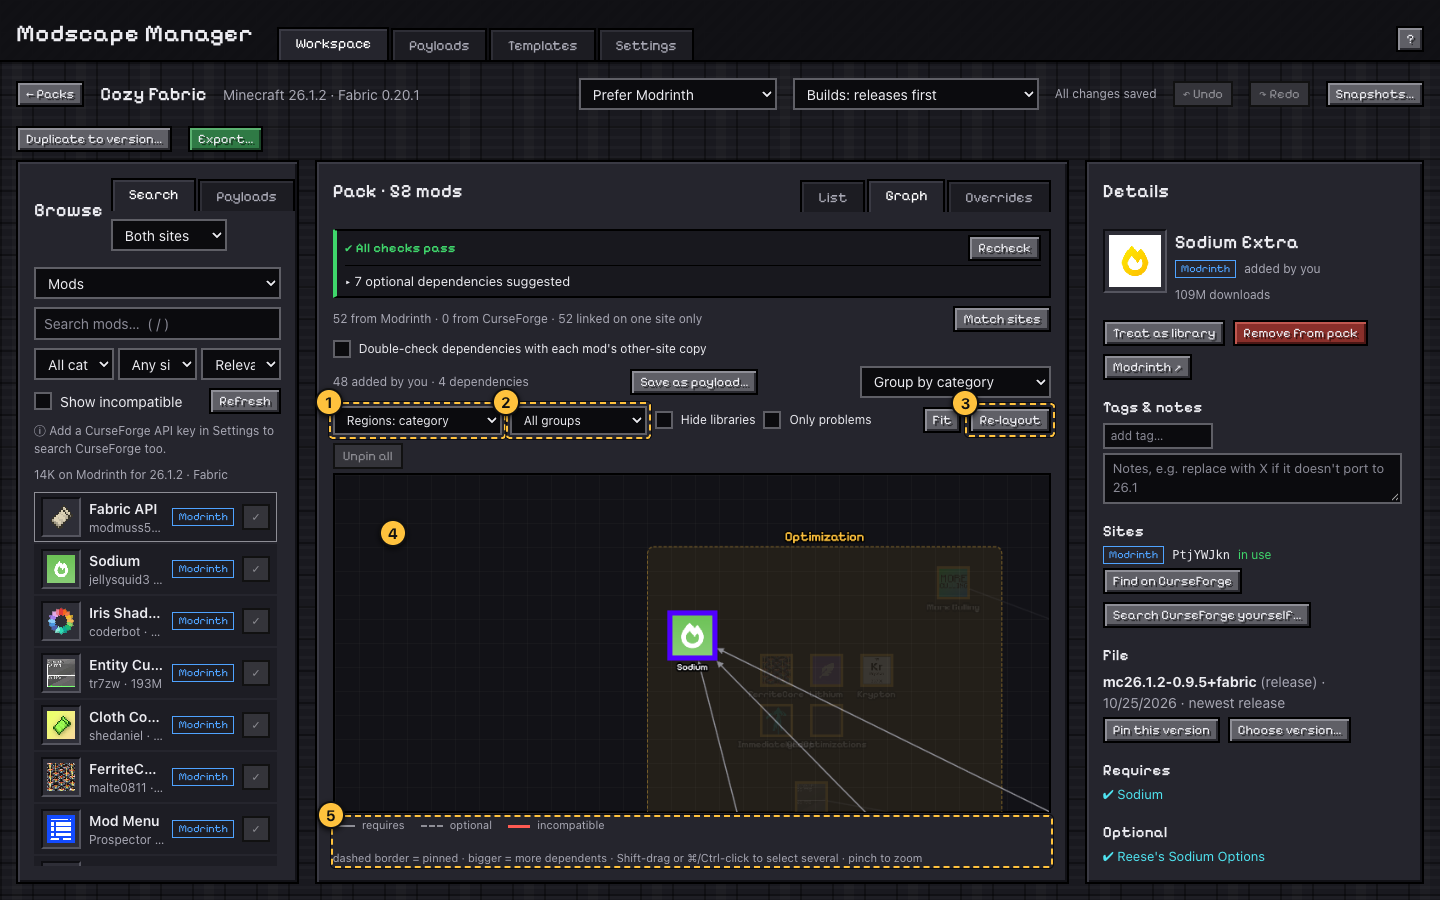 Modscape Manager
Workspace
Payloads
Templates
Settings
?
← Packs
Cozy Fabric
Minecraft 26.1.2 · Fabric 0.20.1
Prefer Modrinth
Builds: releases first
All changes saved
↶ Undo
↷ Redo
Snapshots...
Duplicate to version...
Export...
Browse
Search
Payloads
Both sites
Mods
Search mods... ( / )
All cat
Any si
Releva
Show incompatible
Refresh
ⓘ Add a CurseForge API key in Settings to
search CurseForge too.
14K on Modrinth for 26.1.2 · Fabric
Fabric API
modmuss5...
Modrinth
✓
Sodium
jellysquid3 ...
Modrinth
✓
Iris Shad...
coderbot · ...
Modrinth
✓
Entity Cu...
tr7zw · 193M
Modrinth
✓
Cloth Co...
shedaniel · ...
Modrinth
✓
FerriteC...
malte0811 ·...
Modrinth
✓
Mod Menu
Prospector ...
Modrinth
✓
Pack · 52 mods
List
Graph
Overrides
✔ All checks pass
Recheck
▸ 7 optional dependencies suggested
52 from Modrinth · 0 from CurseForge · 52 linked on one site only
Match sites
Double-check dependencies with each mod's other-site copy
48 added by you · 4 dependencies
Save as payload...
Group by category
1
2
3
Regions: category
All groups
Hide libraries
Only problems
Fit
Re-layout
Unpin all
4
Optimization
Sodium
FerriteCore
Lithium
Krypton
5
requires
optional
incompatible
dashed border = pinned · bigger = more dependents · Shift-drag or ⌘/Ctrl-click to select several · pinch to zoom
Details
Sodium Extra
Modrinth
added by you
109M downloads
Treat as library
Remove from pack
Modrinth ↗
Tags & notes
add tag...
Notes, e.g. replace with X if it doesn't port to
26.1
Sites
Modrinth
PtjYWJkn
in use
Find on CurseForge
Search CurseForge yourself...
File
mc26.1.2-0.9.5+fabric (release) ·
10/25/2026 · newest release
Pin this version
Choose version...
Requires
✔ Sodium
Optional
✔ Reese's Sodium Options